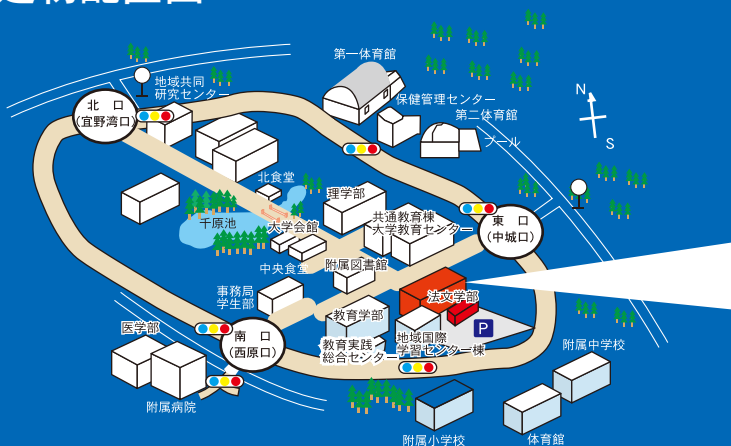 第一体育館
地域共同
研究センター
保健管理センター
第二体育館
プール
N
S
北 口
(宜野湾口)
北食堂
理学部
千原池
大学会館
共通教育棟
大学教育センター
東 口
(中城口)
中央食堂
附属図書館
事務局
学生部
法文学部
教育学部
P
医学部
南 口
(西原口)
教育実践
総合センター
地域国際
学習センター棟
附属中学校
附属病院
附属小学校
体育館